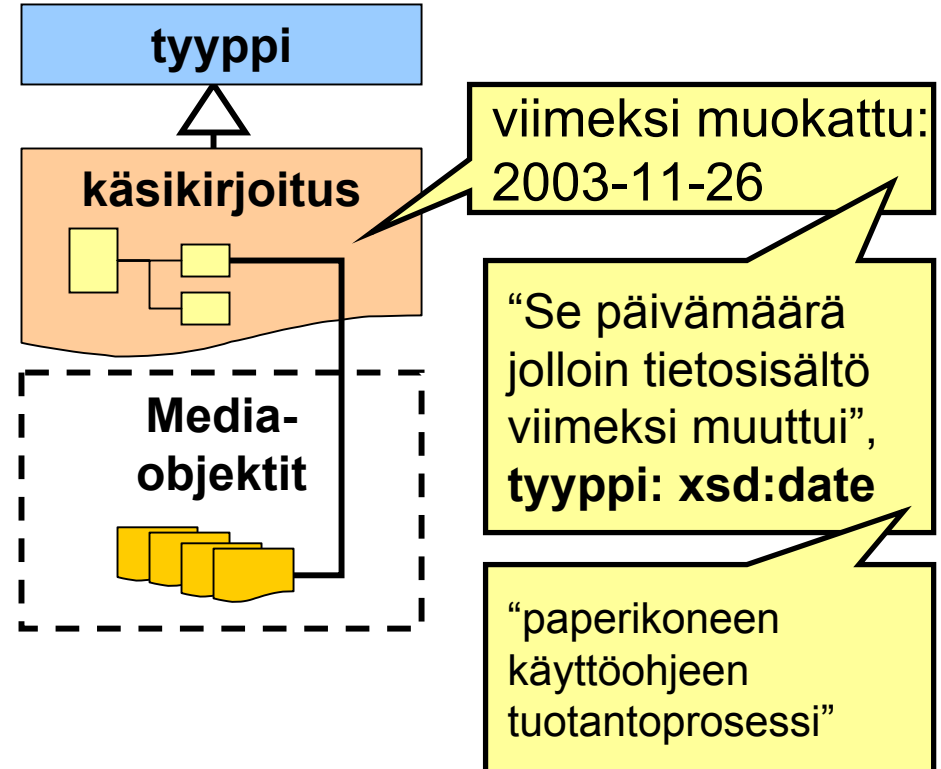 tyyppi
käsikirjoitus
Media-
objektit
viimeksi muokattu:
2003-11-26
“Se päivämäärä
jolloin tietosisältö
viimeksi muuttui”,
tyyppi: xsd:date
“paperikoneen
käyttöohjeen
tuotantoprosessi”